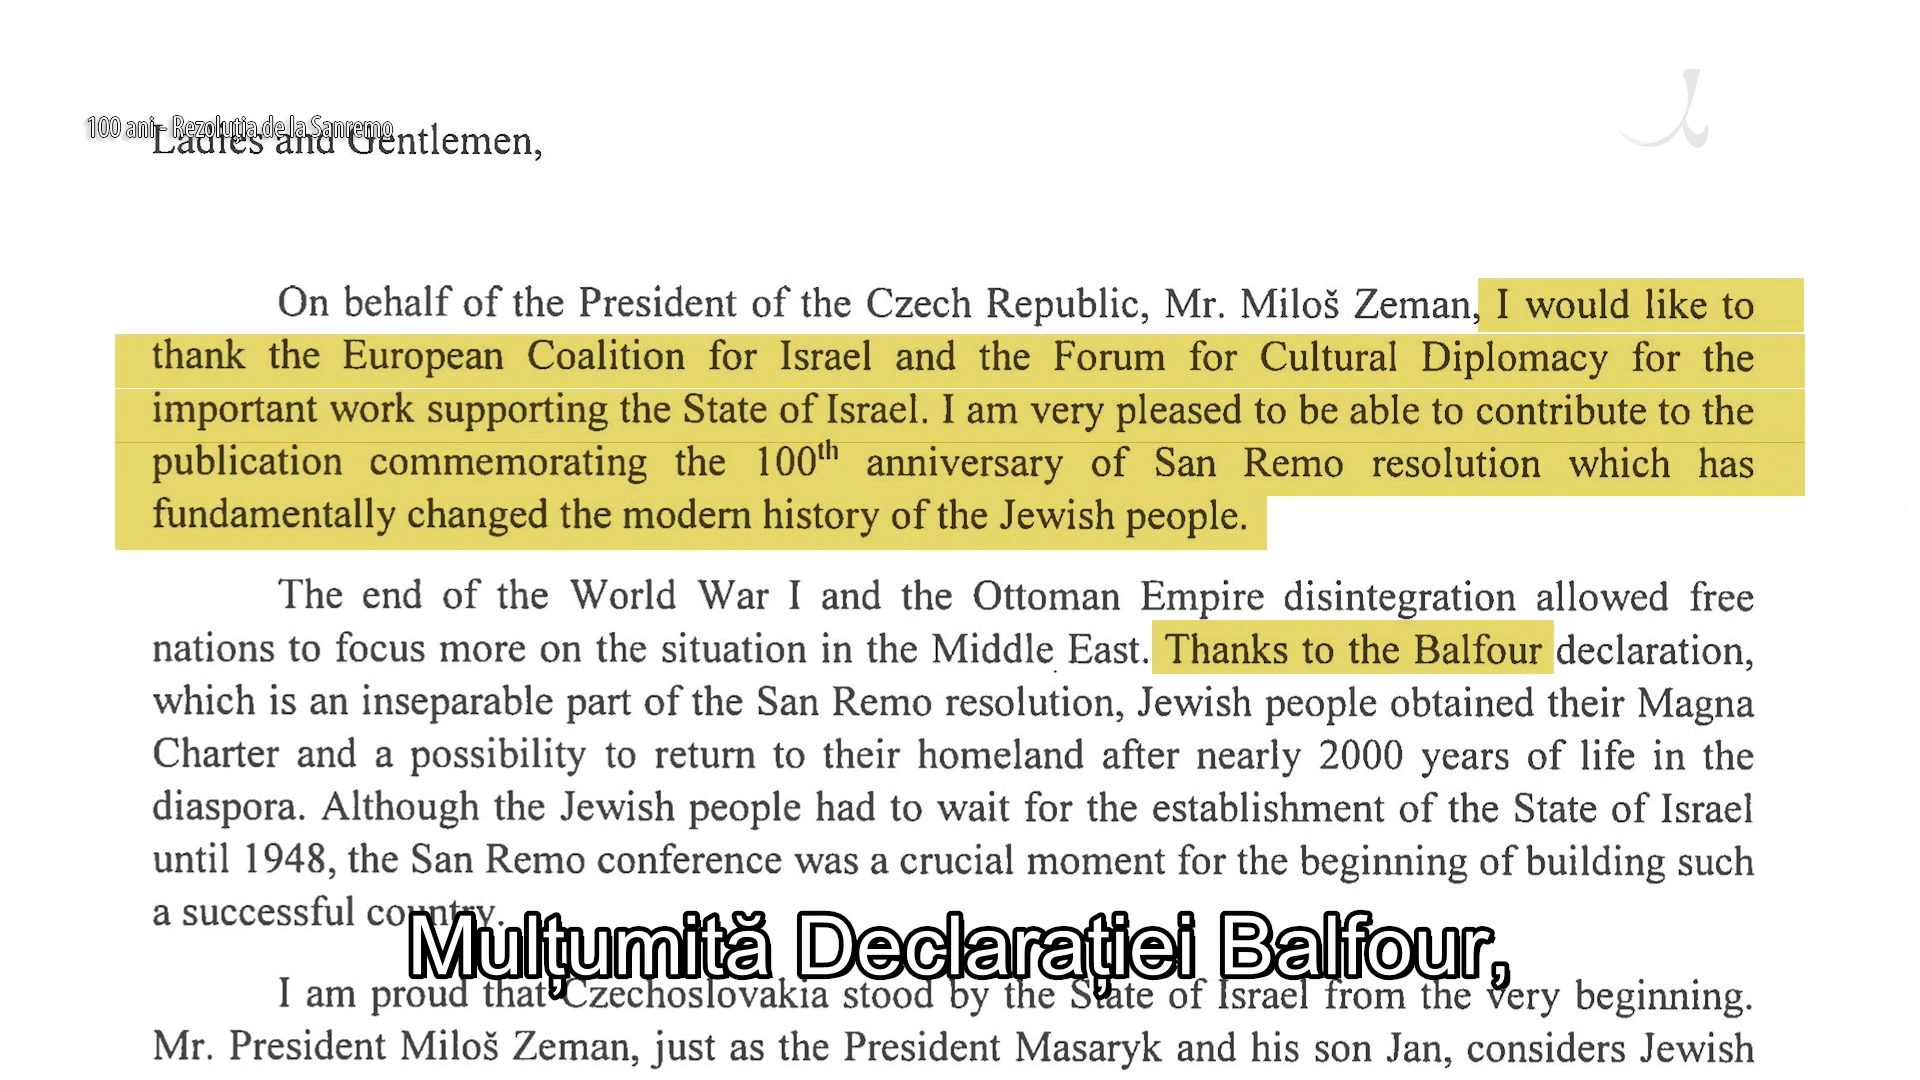 100 ani - Rezoluția de la Sanremo
Ladies and Gentlemen,
On behalf of the President of the Czech Republic, Mr. Miloš Zeman, I would like to
thank the European Coalition for Israel and the Forum for Cultural Diplomacy for the
important work supporting the State of Israel. I am very pleased to be able to contribute to the
publication commemorating the 100th anniversary of San Remo resolution which has
fundamentally changed the modern history of the Jewish people.
The end of the World War I and the Ottoman Empire disintegration allowed free
nations to focus more on the situation in the Middle East. Thanks to the Balfour declaration,
which is an inseparable part of the San Remo resolution, Jewish people obtained their Magna
Charter and a possibility to return to their homeland after nearly 2000 years of life in the
diaspora. Although the Jewish people had to wait for the establishment of the State of Israel
until 1948, the San Remo conference was a crucial moment for the beginning of building such
a successful country.
Mulțumită Declarației Balfour,
I am proud that Czechoslovakia stood by the State of Israel from the very beginning.
Mr. President Miloš Zeman, just as the President Masaryk and his son Jan, considers Jewish